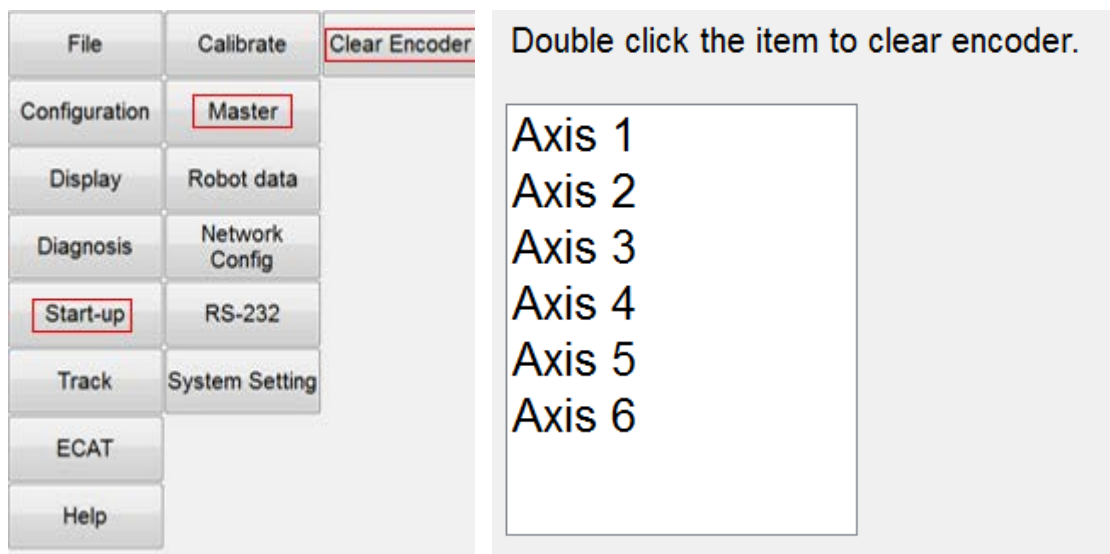 File
Calibrate
Clear Encoder
Configuration
Master
Display
Robot data
Diagnosis
Network
Config
Start-up
RS-232
Track
System Setting
ECAT
Help
Double click the item to clear encoder.
Axis 1
Axis 2
Axis 3
Axis 4
Axis 5
Axis 6